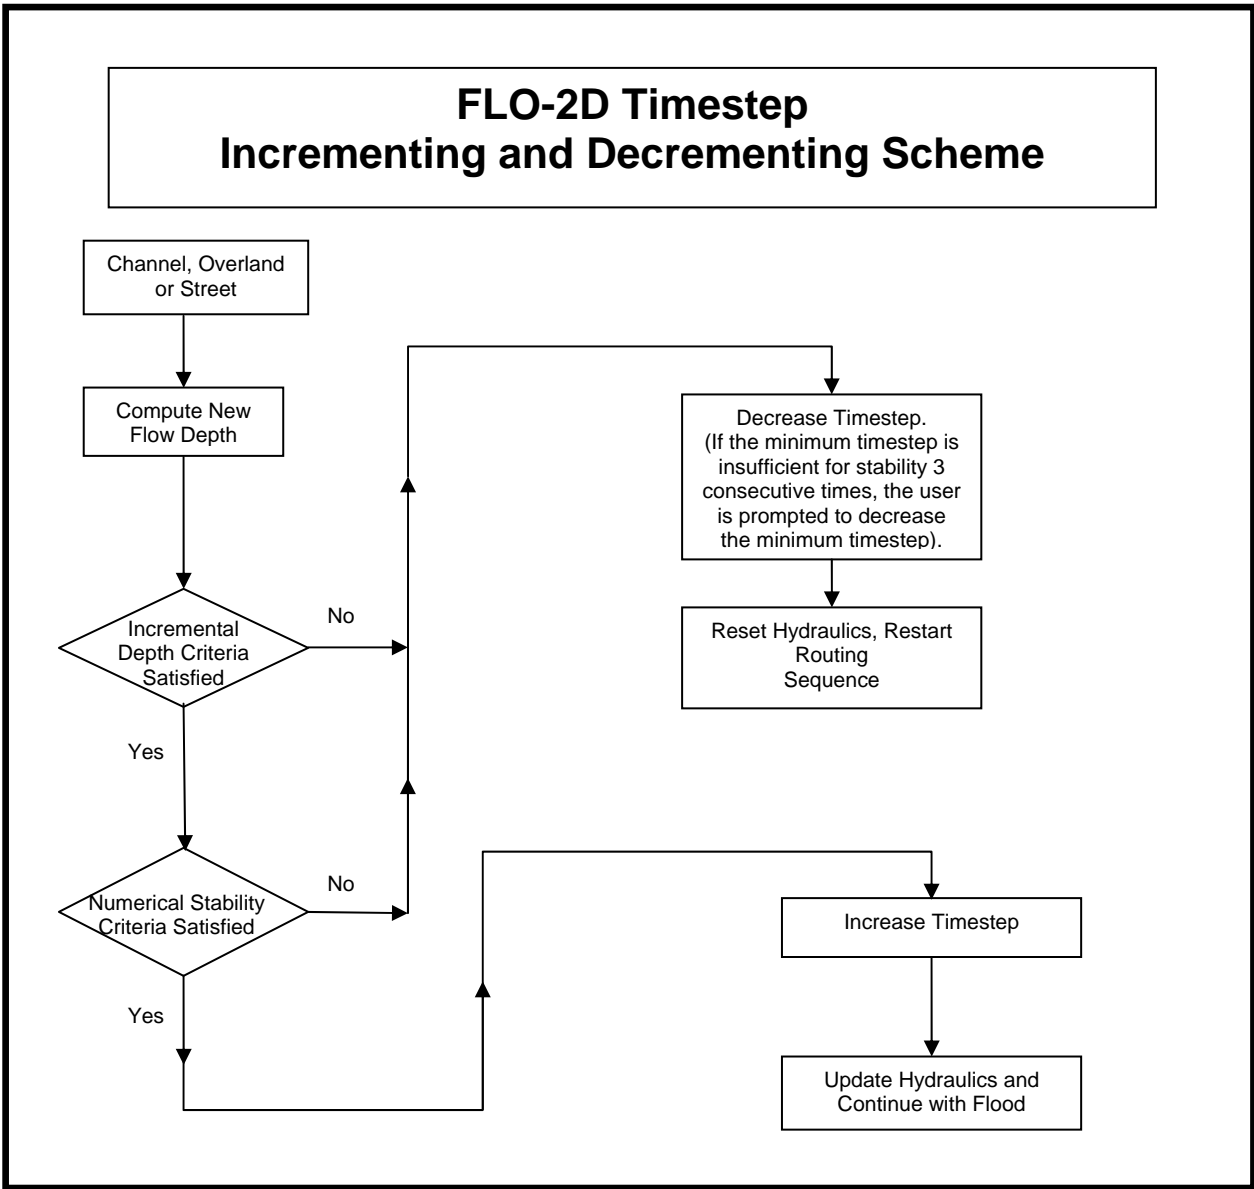 FLO-2D Timestep
Incrementing and Decrementing Scheme
Channel, Overland
or Street
Compute New
Flow Depth
Incremental
Depth Criteria
Satisfied
No
Yes
Numerical Stability
Criteria Satisfied
No
Yes
Decrease Timestep.
(If the minimum timestep is
insufficient for stability 3
consecutive times, the user
is prompted to decrease
the minimum timestep).
Reset Hydraulics, Restart
Routing
Sequence
Increase Timestep
Update Hydraulics and
Continue with Flood